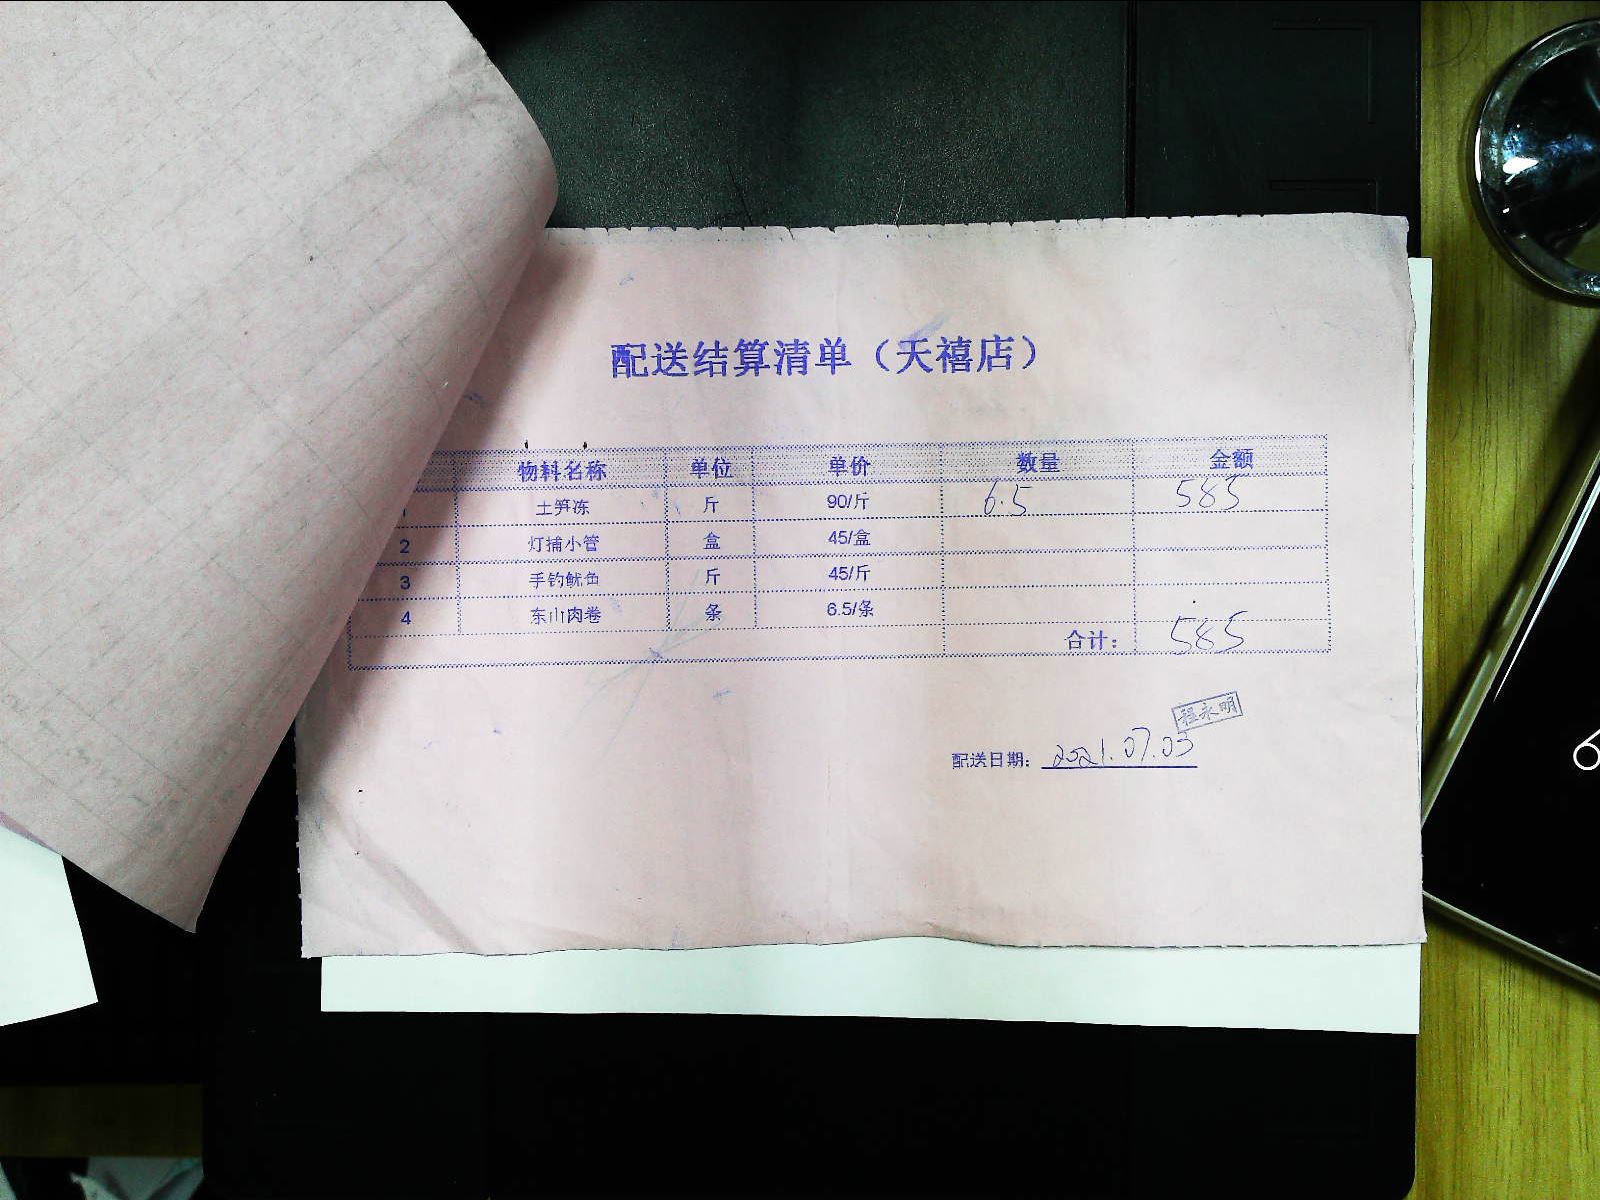 配送结算清单（天禧店）
物料名称 单位 单价 数量 金额
1 土笋冻 斤 90/斤 6.5 585
2 灯捕小管 盒 45/盒
3 手钓鱿鱼 斤 45/斤
4 东山肉卷 条 6.5/条
合计： 585
程永明
配送日期： 2021.07.03